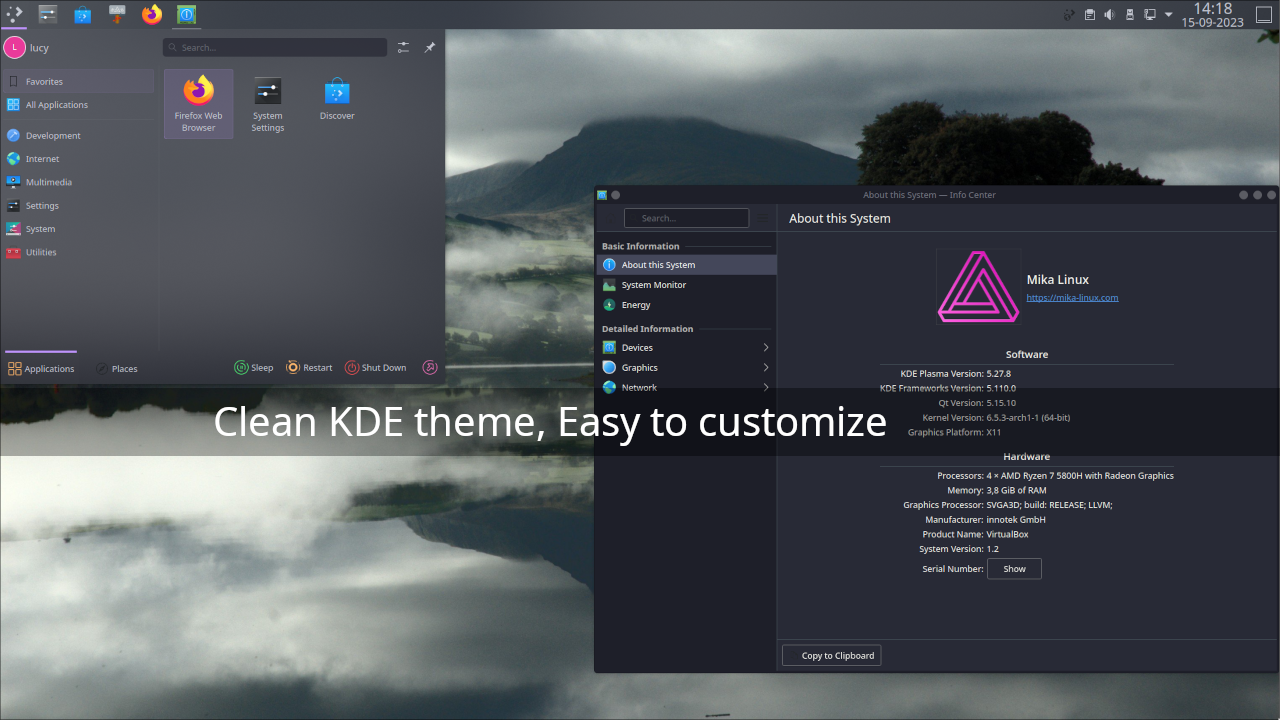 14:18
15-09-2023
L
lucy
Search...
Favorites
All Applications
Development
Internet
Multimedia
Settings
System
Utilities
Firefox Web
Browser
System
Settings
Discover
Applications
Places
Sleep
Restart
Shut Down
Clean KDE theme, Easy to customize
About this System — Info Center
Search...
About this System
Basic Information
About this System
System Monitor
Energy
Detailed Information
Devices
Graphics
Network
Mika Linux
https://mika-linux.com
Software
KDE Plasma Version: 5.27.8
KDE Frameworks Version: 5.110.0
Qt Version: 5.15.10
Kernel Version: 6.5.3-arch1-1 (64-bit)
Graphics Platform: X11
Hardware
Processors: 4 × AMD Ryzen 7 5800H with Radeon Graphics
Memory: 3,8 GiB of RAM
Graphics Processor: SVGA3D; build: RELEASE; LLVM;
Manufacturer: innotek GmbH
Product Name: VirtualBox
System Version: 1.2
Serial Number: Show
Copy to Clipboard